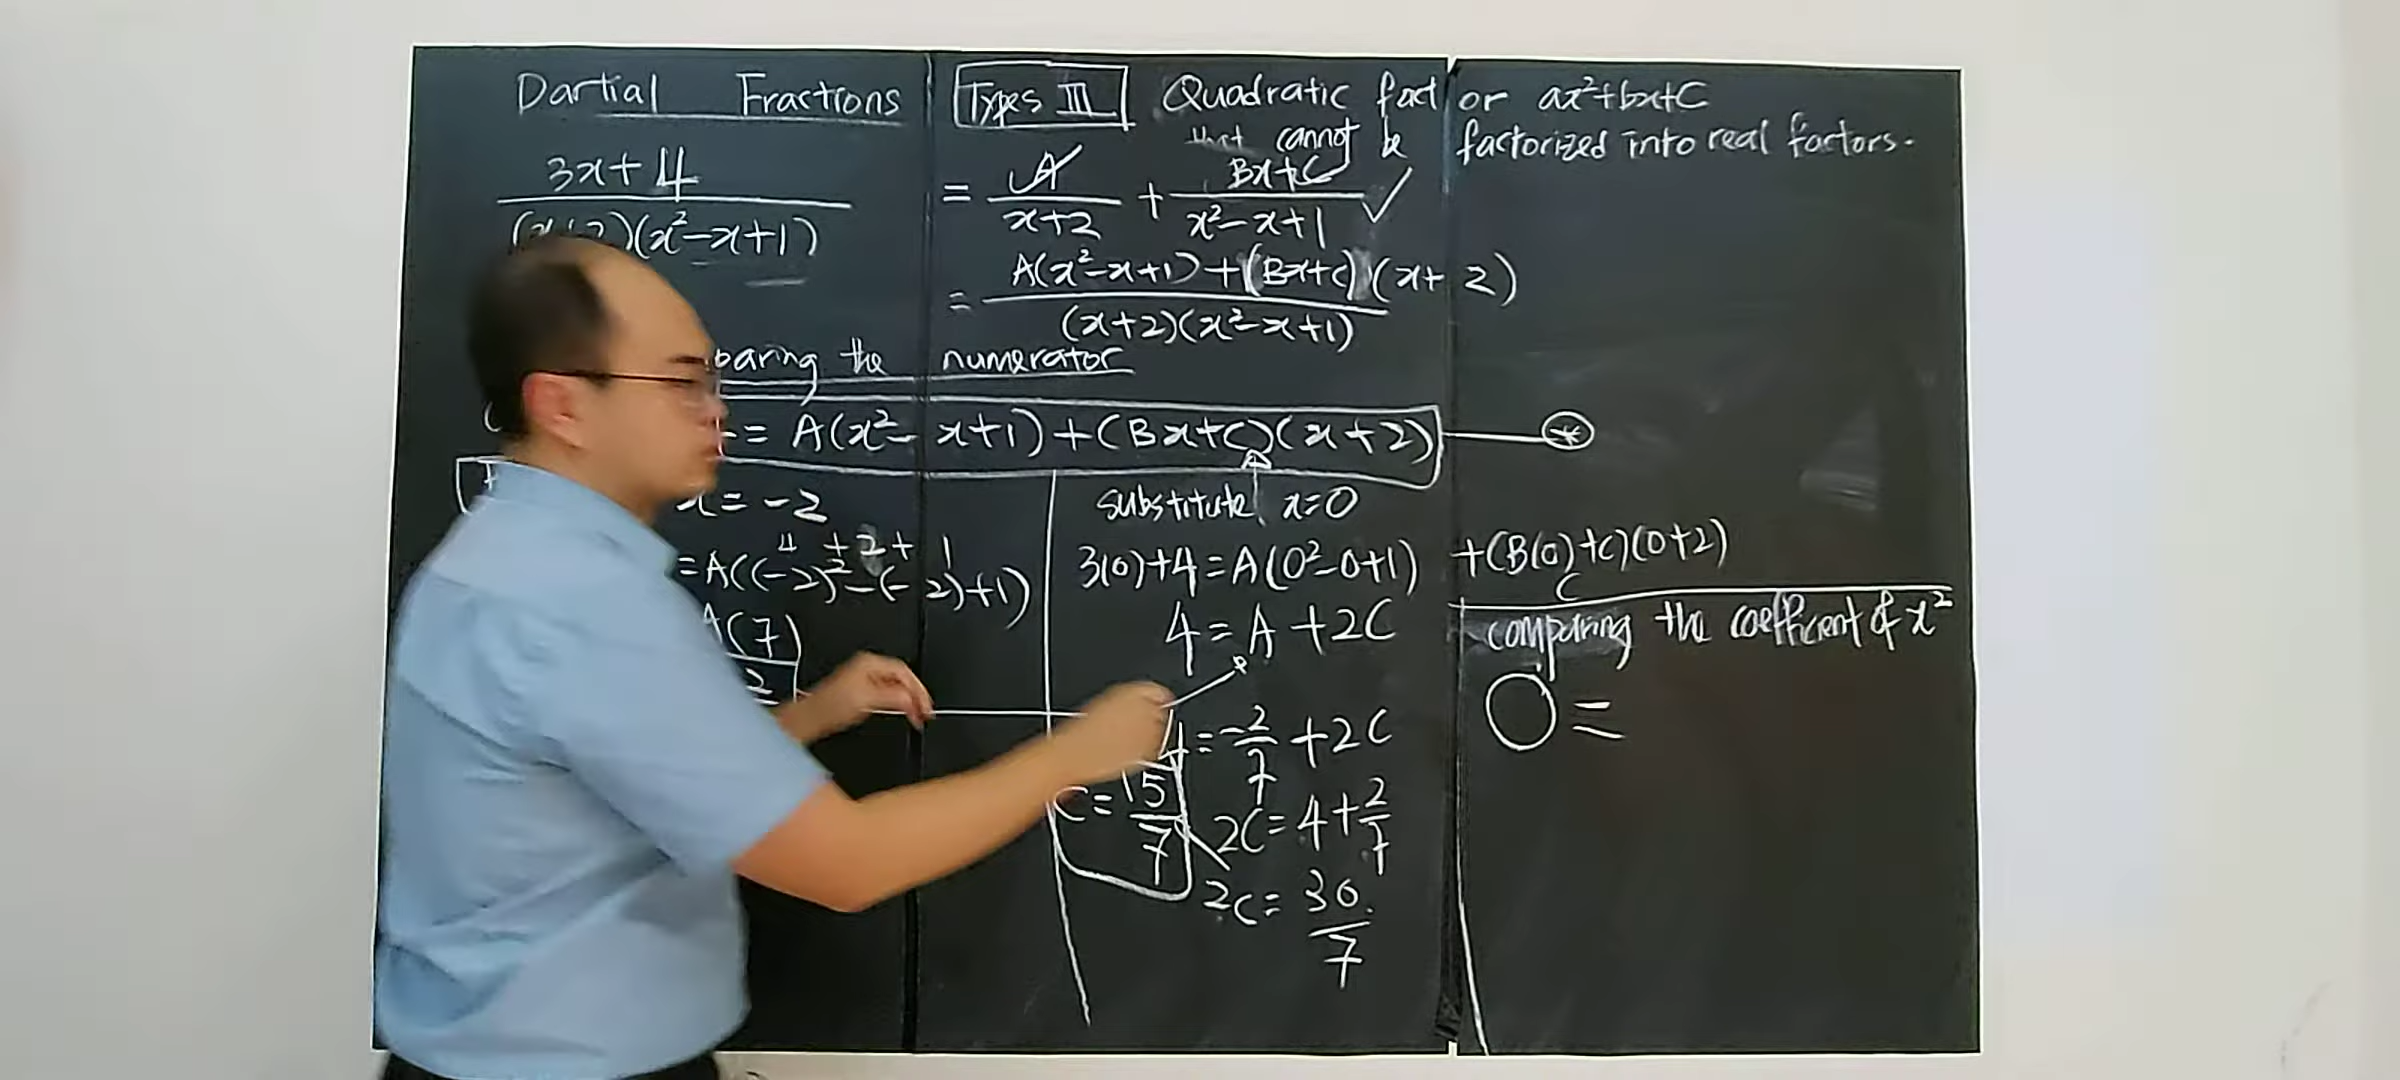 Partial Fractions
Types III Quadratic factor ax²+bx+C
that cannot be factorized into real factors.
3x+4 / (x+2)(x²-x+1) = A / x+2 + Bx+C / x²-x+1 ✓
= A(x²-x+1)+(Bx+C)(x+2) / (x+2)(x²-x+1)
paring the numerator
= A(x²-x+1)+(Bx+C)(x+2) — *
x=-2
4+2+1
=A((-2)²-(-2)+1)
A(7)
2
substitute x=0
3(0)+4=A(0²-0+1)+(B(0)+C)(0+2)
C
4=A+2C
4=-2/7+2C
2C=4+2/7
2C=30/7
C=15/7
comparing the coefficient of x²
0=